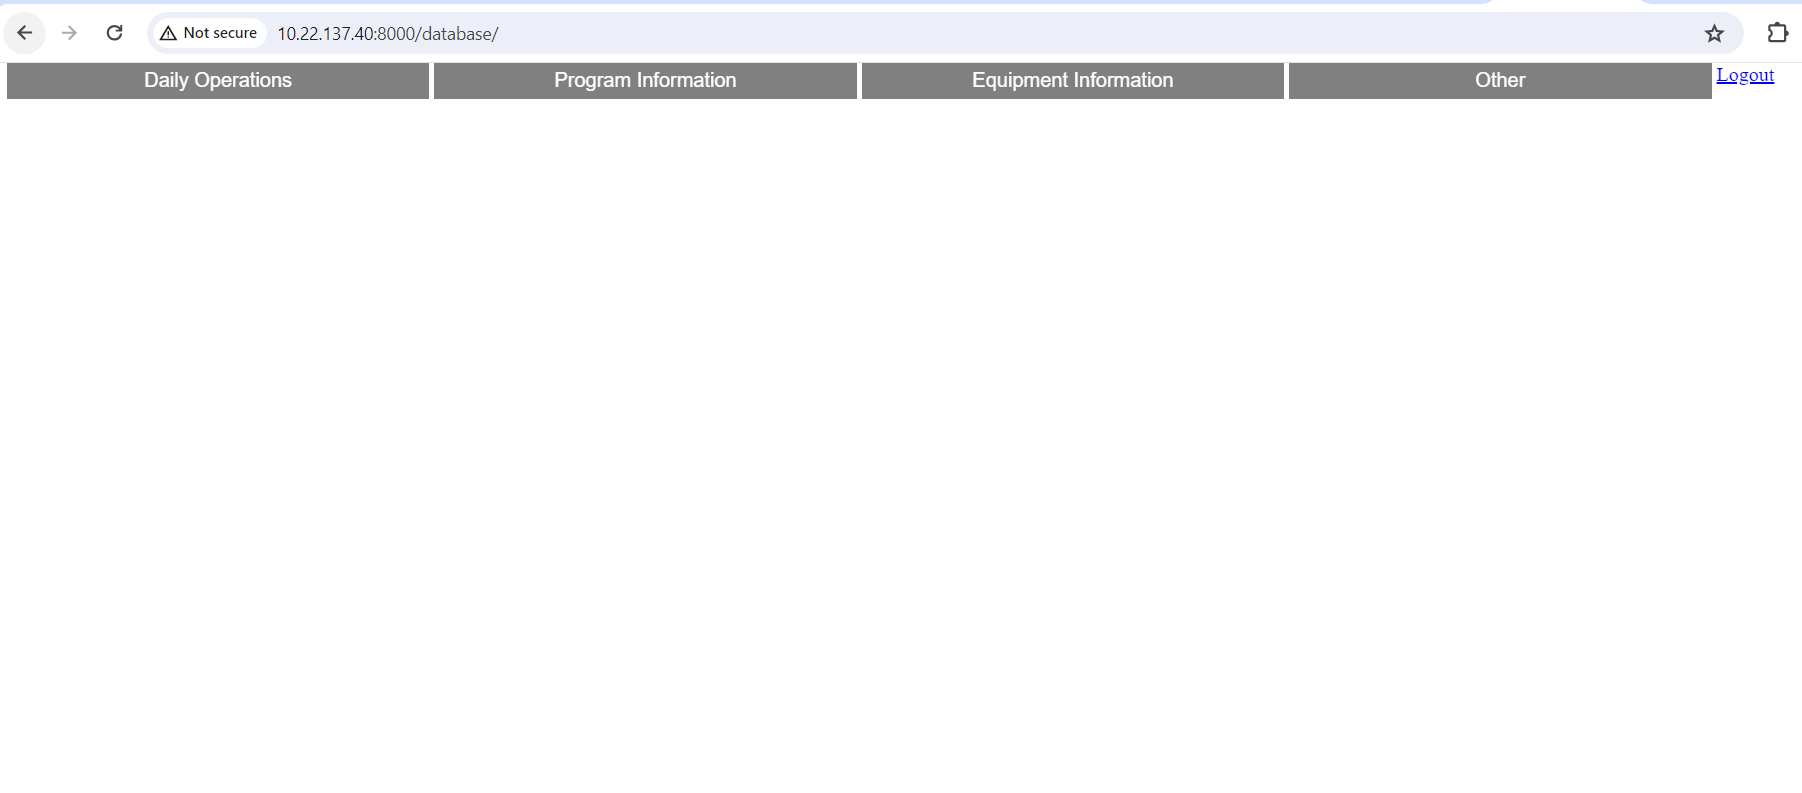 Not secure 10.22.137.40:8000/database/
Daily Operations Program Information Equipment Information Other Logout